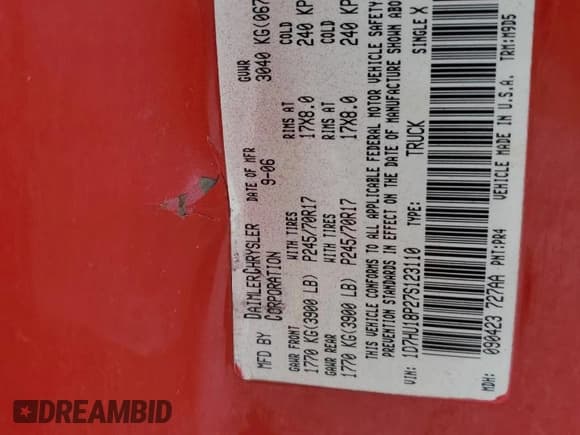 MFD BY DAIMLERCHRYSLER CORPORATION DATE OF MFR 9-06 GVWR 3040 KG(067
GAWR FRONT WITH TIRES RIMS AT COLD
1770 KG(3900 LB) P245/70R17 17X8.0 240 KP
GAWR REAR WITH TIRES RIMS AT COLD
1770 KG(3900 LB) P245/70R17 17X8.0 240 KP
THIS VEHICLE CONFORMS TO ALL APPLICABLE FEDERAL MOTOR VEHICLE SAFETY
PREVENTION STANDARDS IN EFFECT ON THE DATE OF MANUFACTURE SHOWN ABO
VIN: 1D7HU18P27S123110 TYPE: TRUCK SINGLE X
MDH: 090423 727AA PNT:PR4 VEHICLE MADE IN U.S.A. TRM:M9D5
DREAMBID